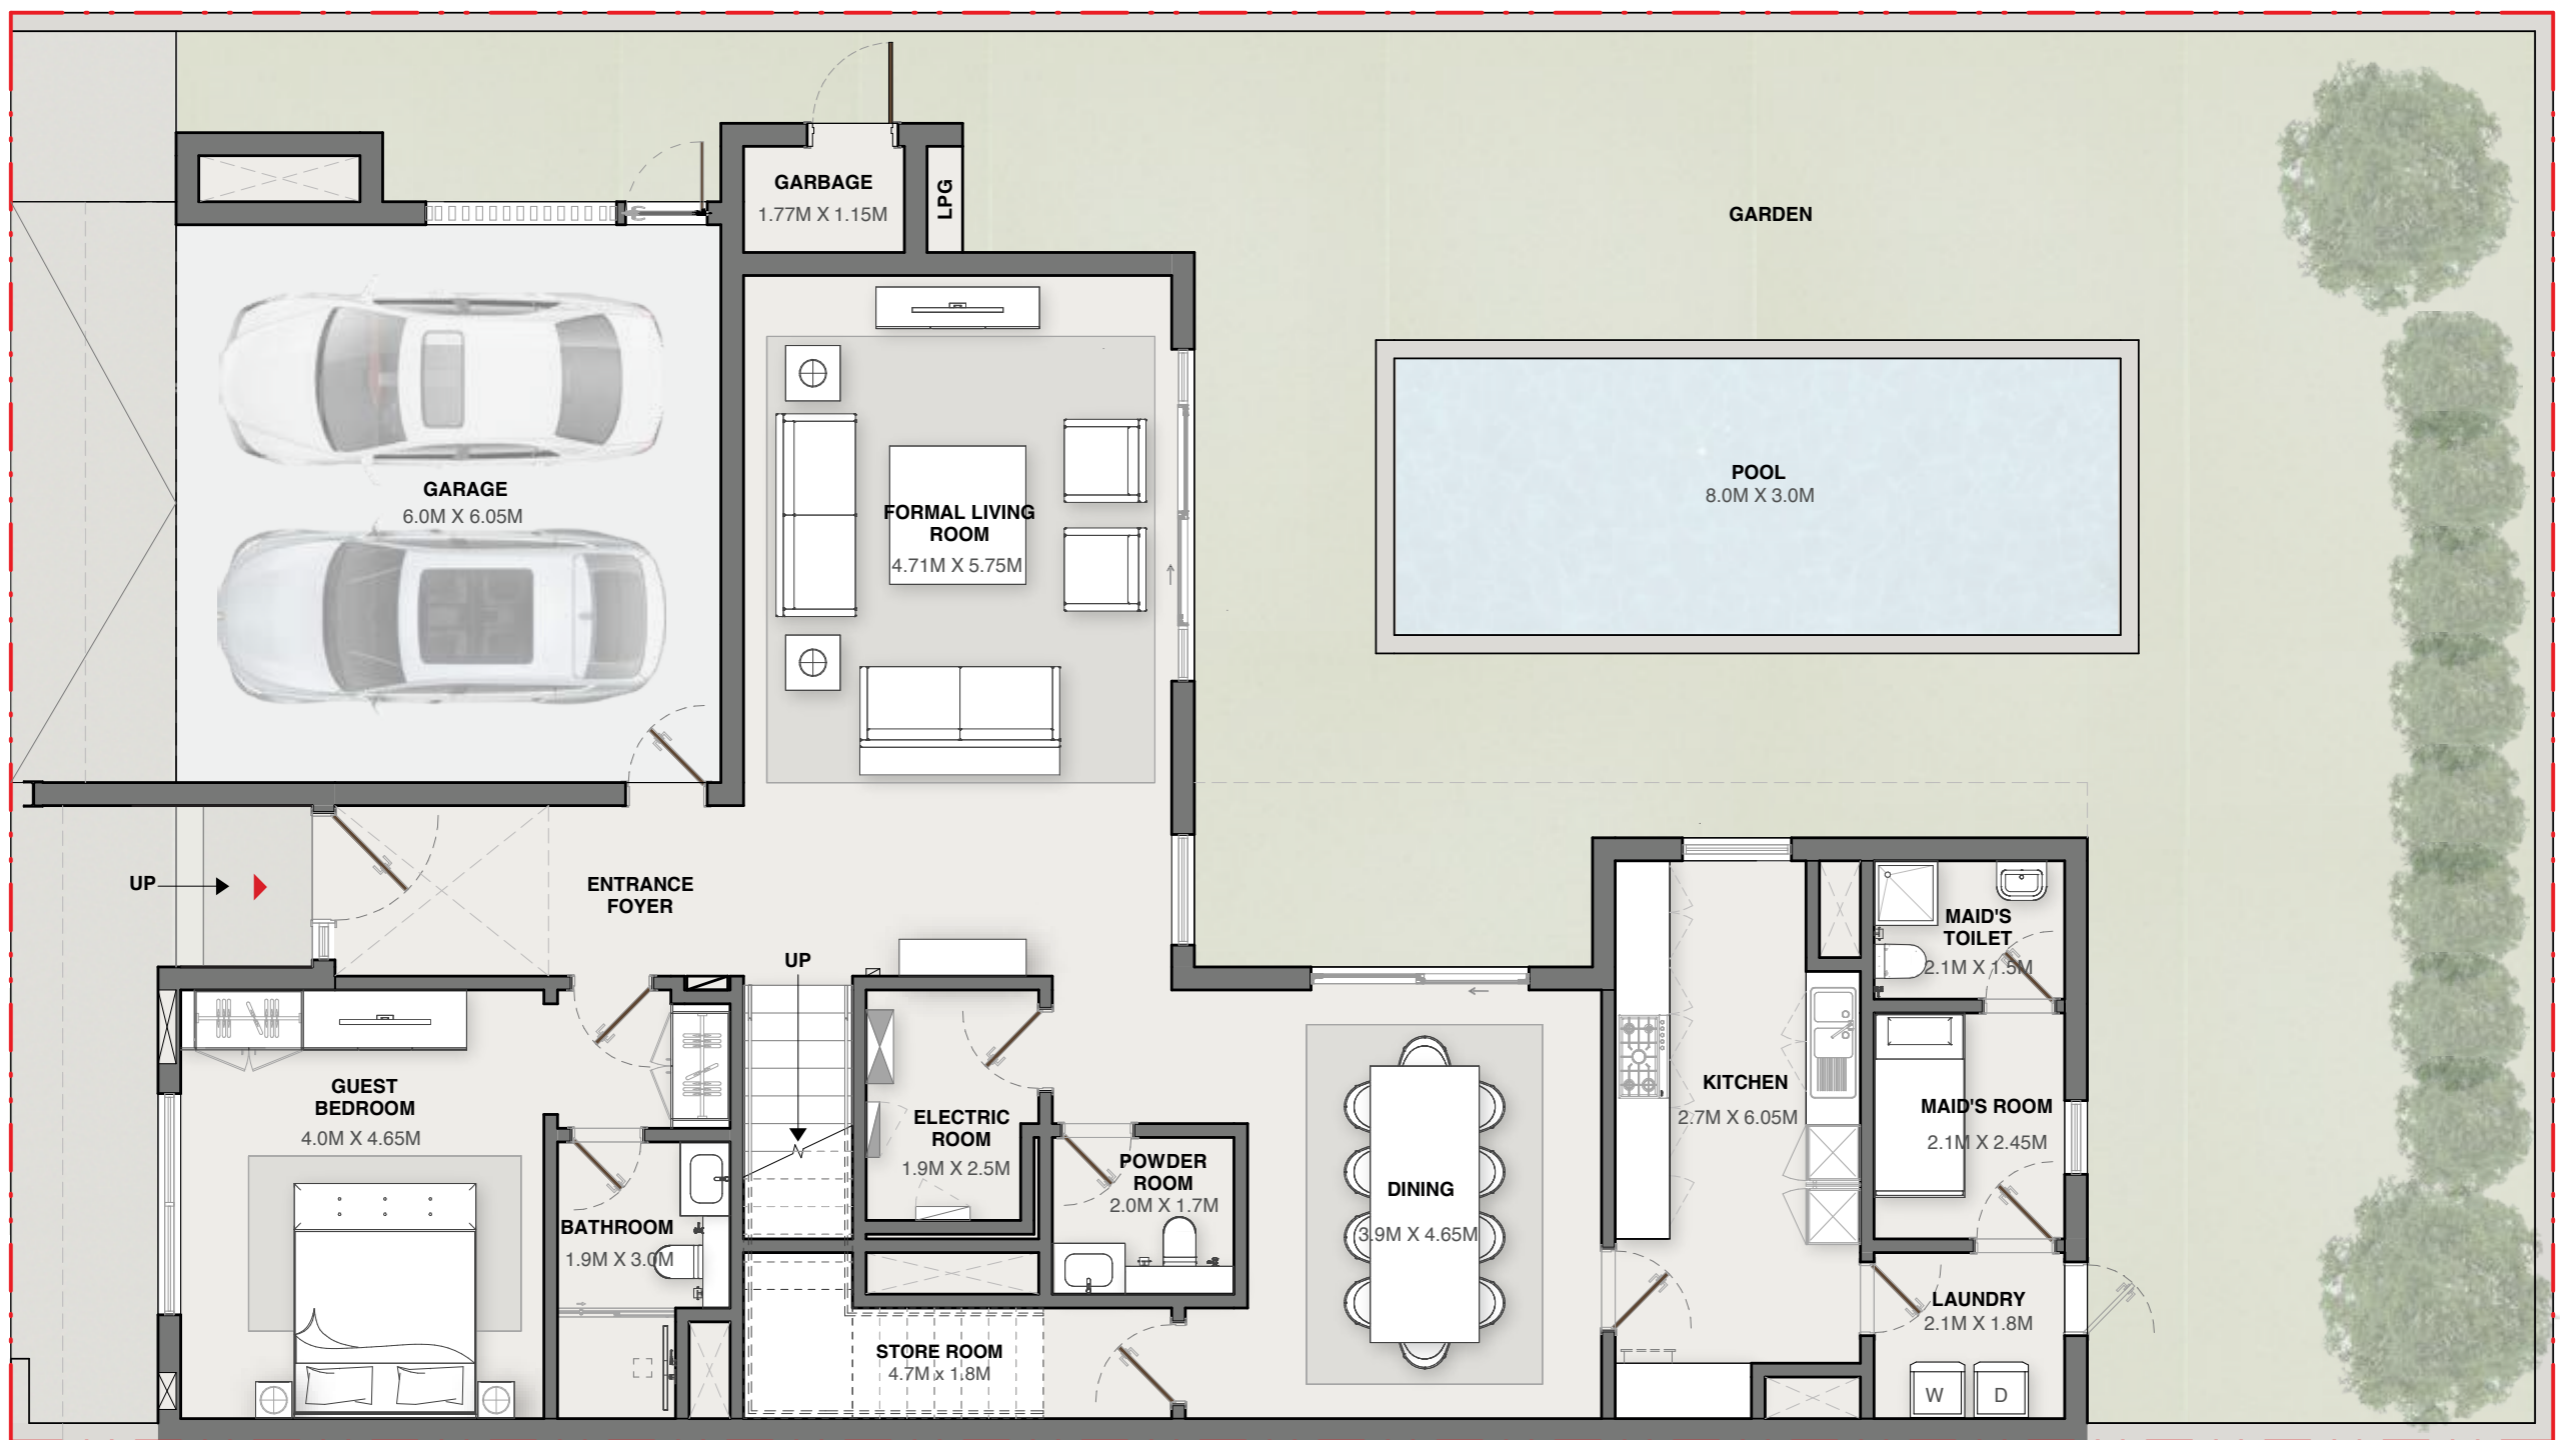 GARBAGE
1.77M X 1.15M
LPG
GARDEN
GARAGE
6.0M X 6.05M
FORMAL LIVING
ROOM
4.71M X 5.75M
POOL
8.0M X 3.0M
UP
ENTRANCE
FOYER
UP
MAID'S
TOILET
2.1M X 1.5M
GUEST
BEDROOM
4.0M X 4.65M
ELECTRIC
ROOM
1.9M X 2.5M
KITCHEN
2.7M X 6.05M
MAID'S ROOM
2.1M X 2.45M
POWDER
ROOM
2.0M X 1.7M
DINING
3.9M X 4.65M
BATHROOM
1.9M X 3.0M
STORE ROOM
4.7M x 1.8M
LAUNDRY
2.1M X 1.8M
W
D